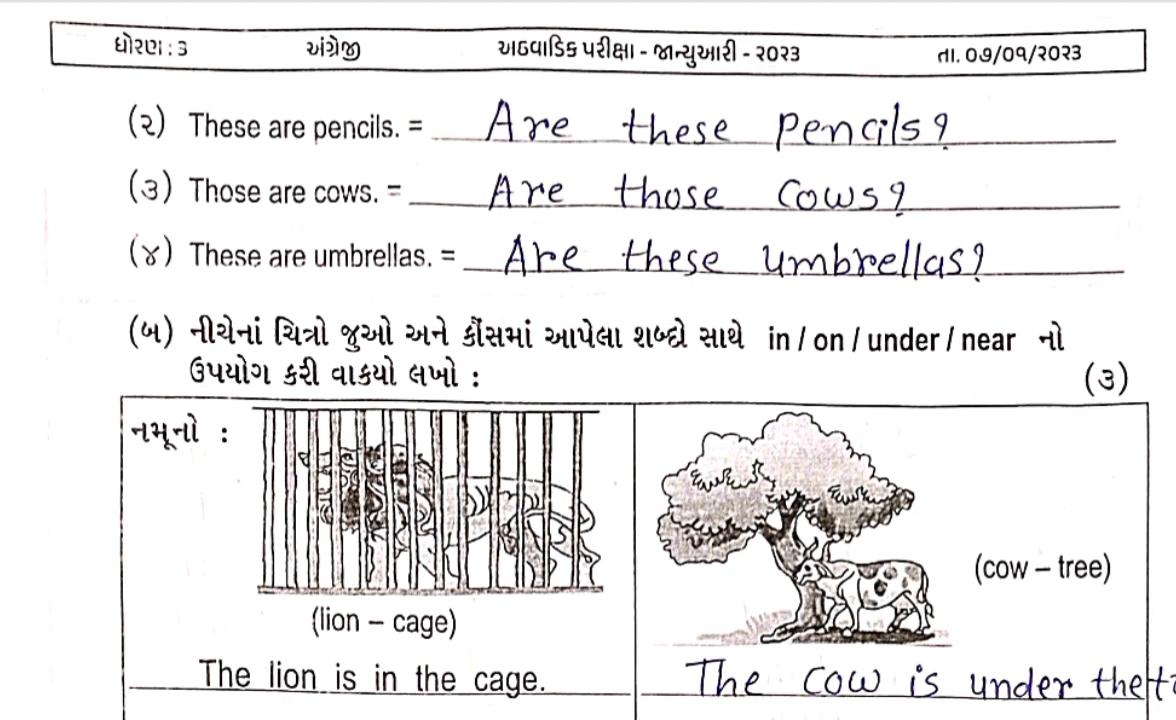 ધોરણ : ૩ અંગ્રેજી અઠવાડિક પરીક્ષા - જાન્યુઆરી - ૨૦૨૩ તા. ૦૭/૦૧/૨૦૨૩
(૨) These are pencils. = Are these pencils?
(૩) Those are cows. = Are those cows?
(૪) These are umbrellas. = Are these umbrellas?
(બ) નીચેનાં ચિત્રો જુઓ અને કૌંસમાં આપેલા શબ્દો સાથે in / on / under / near નો
ઉપયોગ કરી વાકયો લખો : (૩)
નમૂનો :
(lion – cage)
The lion is in the cage.
(cow – tree)
The cow is under the